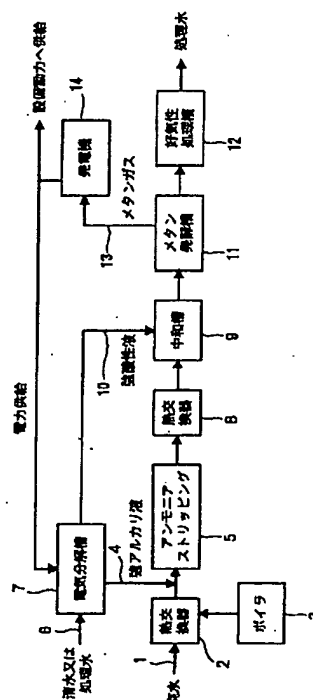 電力供給
設備動力へ供給
7
14
清水又は
処理水
6
電気分解槽
発電機
10
強酸性液
13
メタンガス
4
強アルカリ液
処理水
1
熱交
換器
アンモニア
ストリッピング
熱交
換器
中和槽
メタン
発酵槽
好気性
処理槽
2
5
8
9
11
12
ボイラ